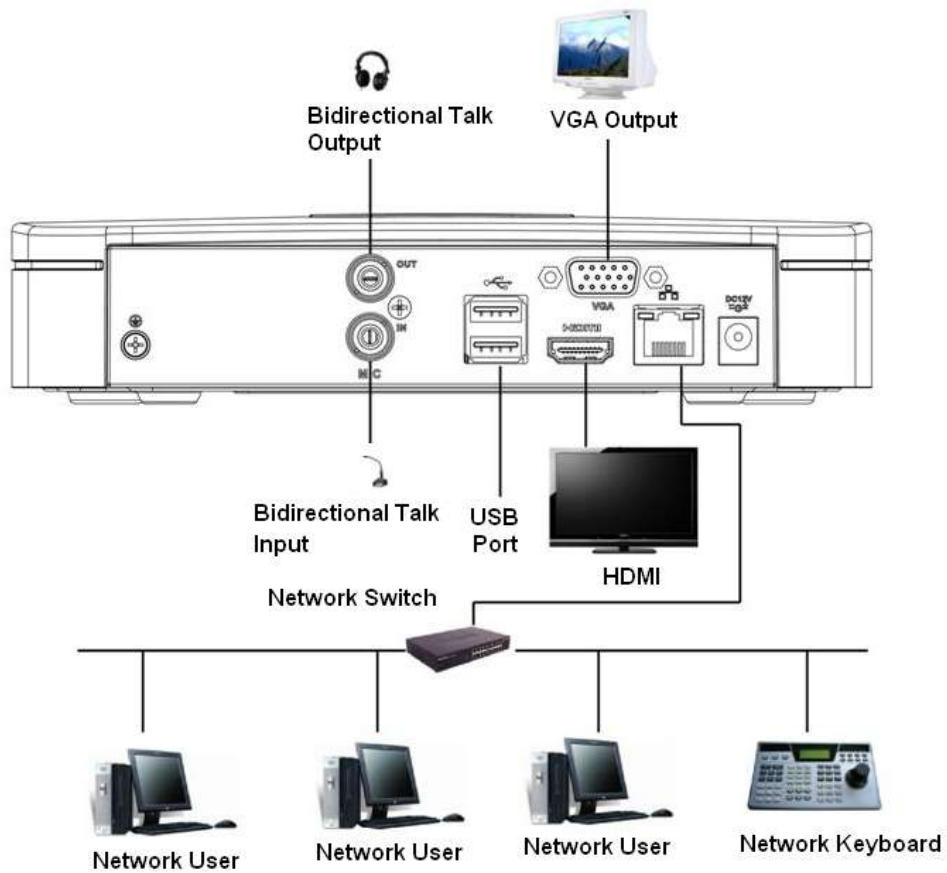 Bidirectional Talk
Output
VGA Output
OUT
IN
MIC
VGA
HDMI
DC12V
Bidirectional Talk
Input
USB
Port
HDMI
Network Switch
Network User
Network User
Network User
Network Keyboard